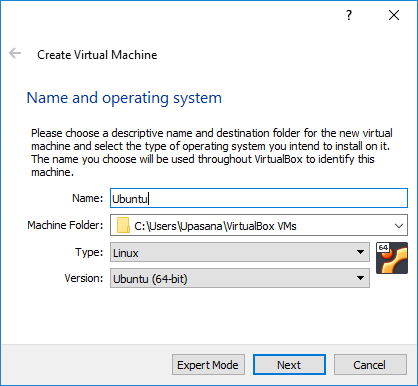 ?
Create Virtual Machine
Name and operating system
Please choose a descriptive name and destination folder for the new virtual
machine and select the type of operating system you intend to install on it.
The name you choose will be used throughout VirtualBox to identify this
machine.
Name: Ubuntu
Machine Folder: C:\Users\Upasana\VirtualBox VMs
Type: Linux
64
Version: Ubuntu (64-bit)
Expert Mode Next Cancel